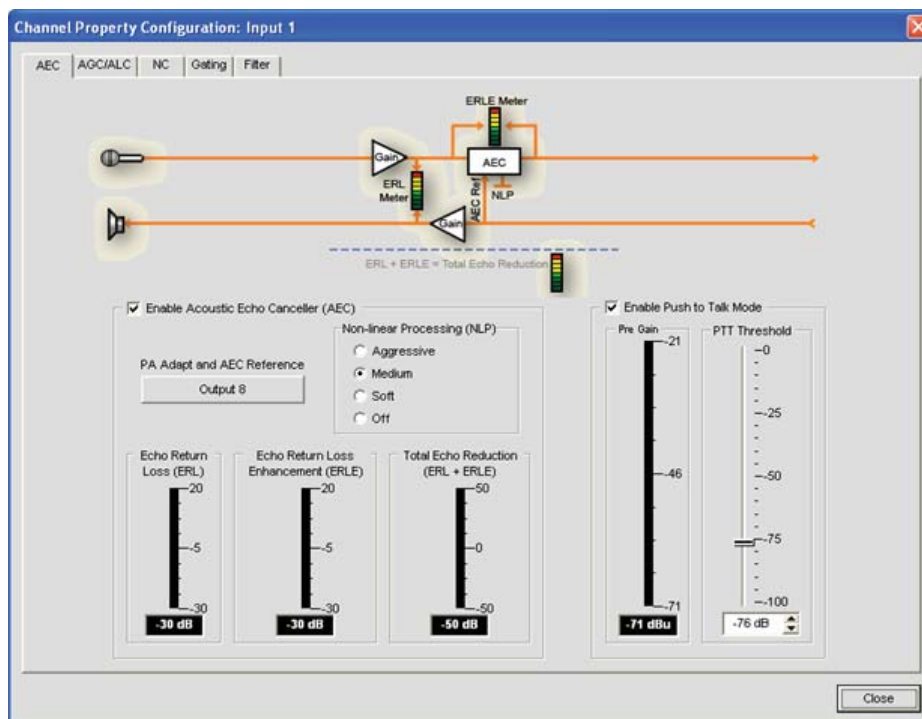 Channel Property Configuration: Input 1
AEC AGC/ALC NC Gating Filter
ERLE Meter
Gain
AEC
ERL
Meter
AEC Ref
NLP
Gain
ERL + ERLE = Total Echo Reduction
Enable Acoustic Echo Canceller (AEC)
PA Adapt and AEC Reference
Output 8
Non-linear Processing (NLP)
Aggressive
Medium
Soft
Off
Echo Return
Loss (ERL)
20
-5
-30
-30 dB
Echo Return Loss
Enhancement (ERLE)
20
-5
-30
-30 dB
Total Echo Reduction
(ERL + ERLE)
50
0
-50
-50 dB
Enable Push to Talk Mode
Pre Gain
-21
-46
-71
-71 dBu
PTT Threshold
0
-25
-50
-75
-100
-76 dB
Close